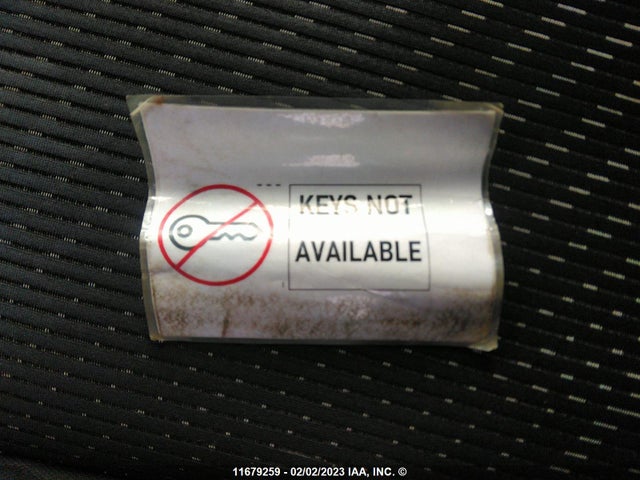 KEYS NOT
AVAILABLE
11679259 - 02/02/2023 IAA, INC. ©